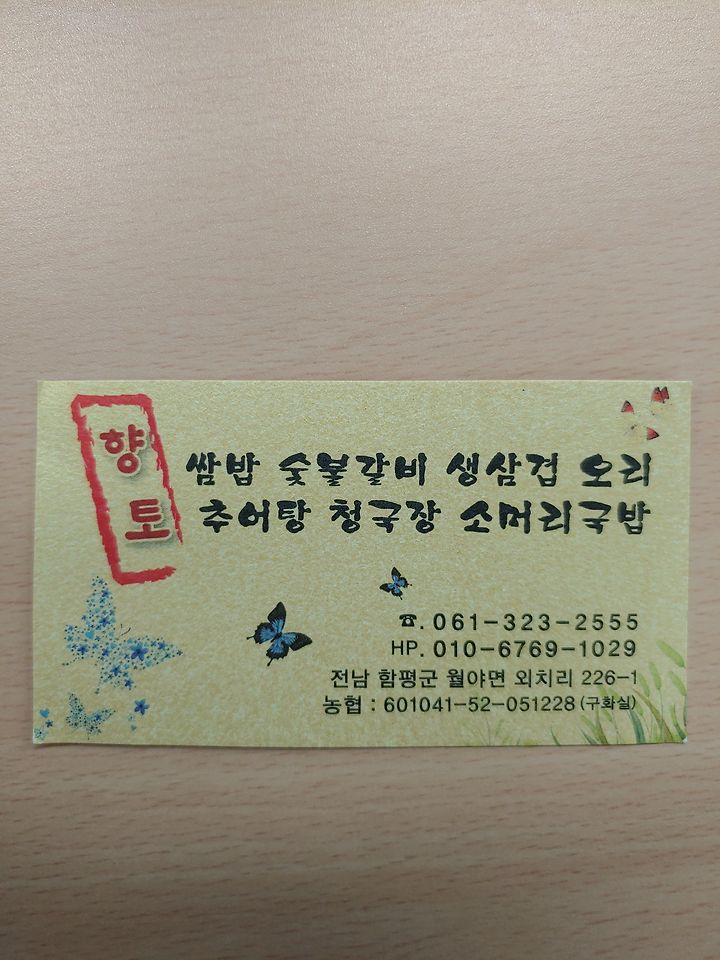 향토
쌈밥 숯불갈비 생삼겹 오리
추어탕 청국장 소머리국밥
☎. 061-323-2555
HP. 010-6769-1029
전남 함평군 월야면 외치리 226-1
농협 : 601041-52-051228 (구화실)